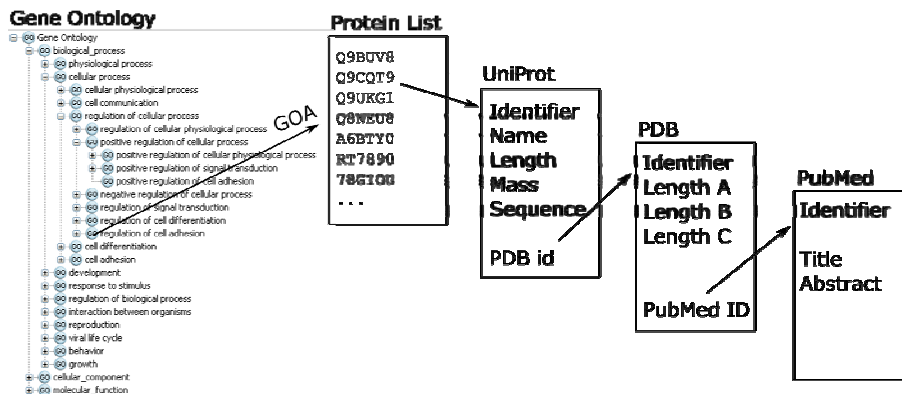 Gene Ontology
Gene Ontology
biological_process
physiological process
cellular process
cellular physiological process
cell communication
regulation of cellular process
regulation of cellular physiological process
positive regulation of cellular process
positive regulation of cellular physiological process
positive regulation of signal transduction
positive regulation of cell adhesion
negative regulation of cellular process
regulation of signal transduction
regulation of cell differentiation
regulation of cell adhesion
cell differentiation
cell adhesion
development
response to stimulus
regulation of biological process
interaction between organisms
reproduction
viral life cycle
behavior
growth
cellular_component
molecular_function
GOA
Protein List
Q9BUV8
Q9CQT9
Q9UKGI
Q8NEU8
A6BTY0
RT7890
78GIQG
...
UniProt
Identifier
Name
Length
Mass
Sequence
PDB id
PDB
Identifier
Length A
Length B
Length C
PubMed ID
PubMed
Identifier
Title
Abstract